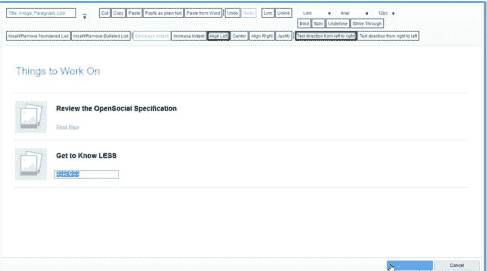 Title, Image, Paragraph, Link Cut Copy Paste Paste as plain text Paste from Word Undo Redo Link Unlink Link Arial 12px
Bold Italic Underline Strike Through
Insert/Remove Numbered List Insert/Remove Bulleted List Decrease Indent Increase Indent Align Left Center Align Right Justify Text direction from left to right Text direction from right to left
Things to Work On
Review the OpenSocial Specification
Read More
Get to Know LESS
Cancel